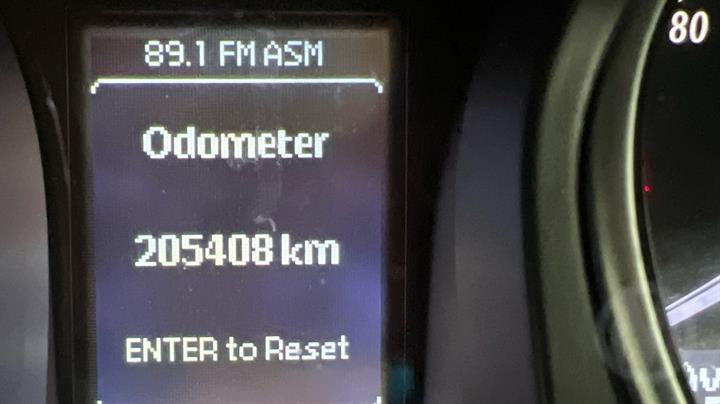 89.1 FM ASM
80
Odometer
205408 km
ENTER to Reset